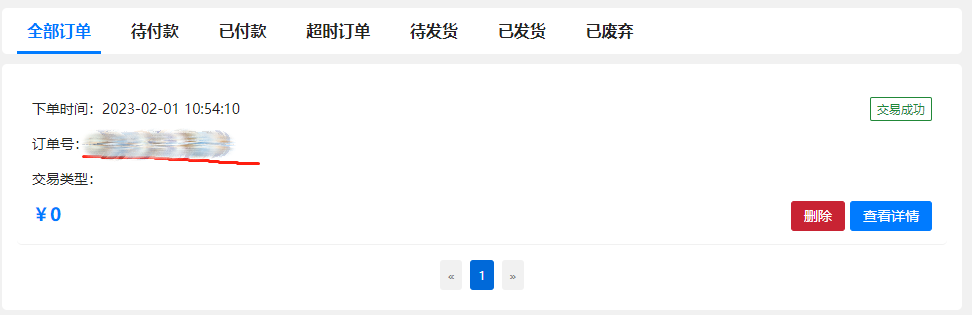 全部订单 待付款 已付款 超时订单 待发货 已发货 已废弃
下单时间：2023-02-01 10:54:10 交易成功
订单号：
交易类型：
￥0 删除 查看详情
« 1 »